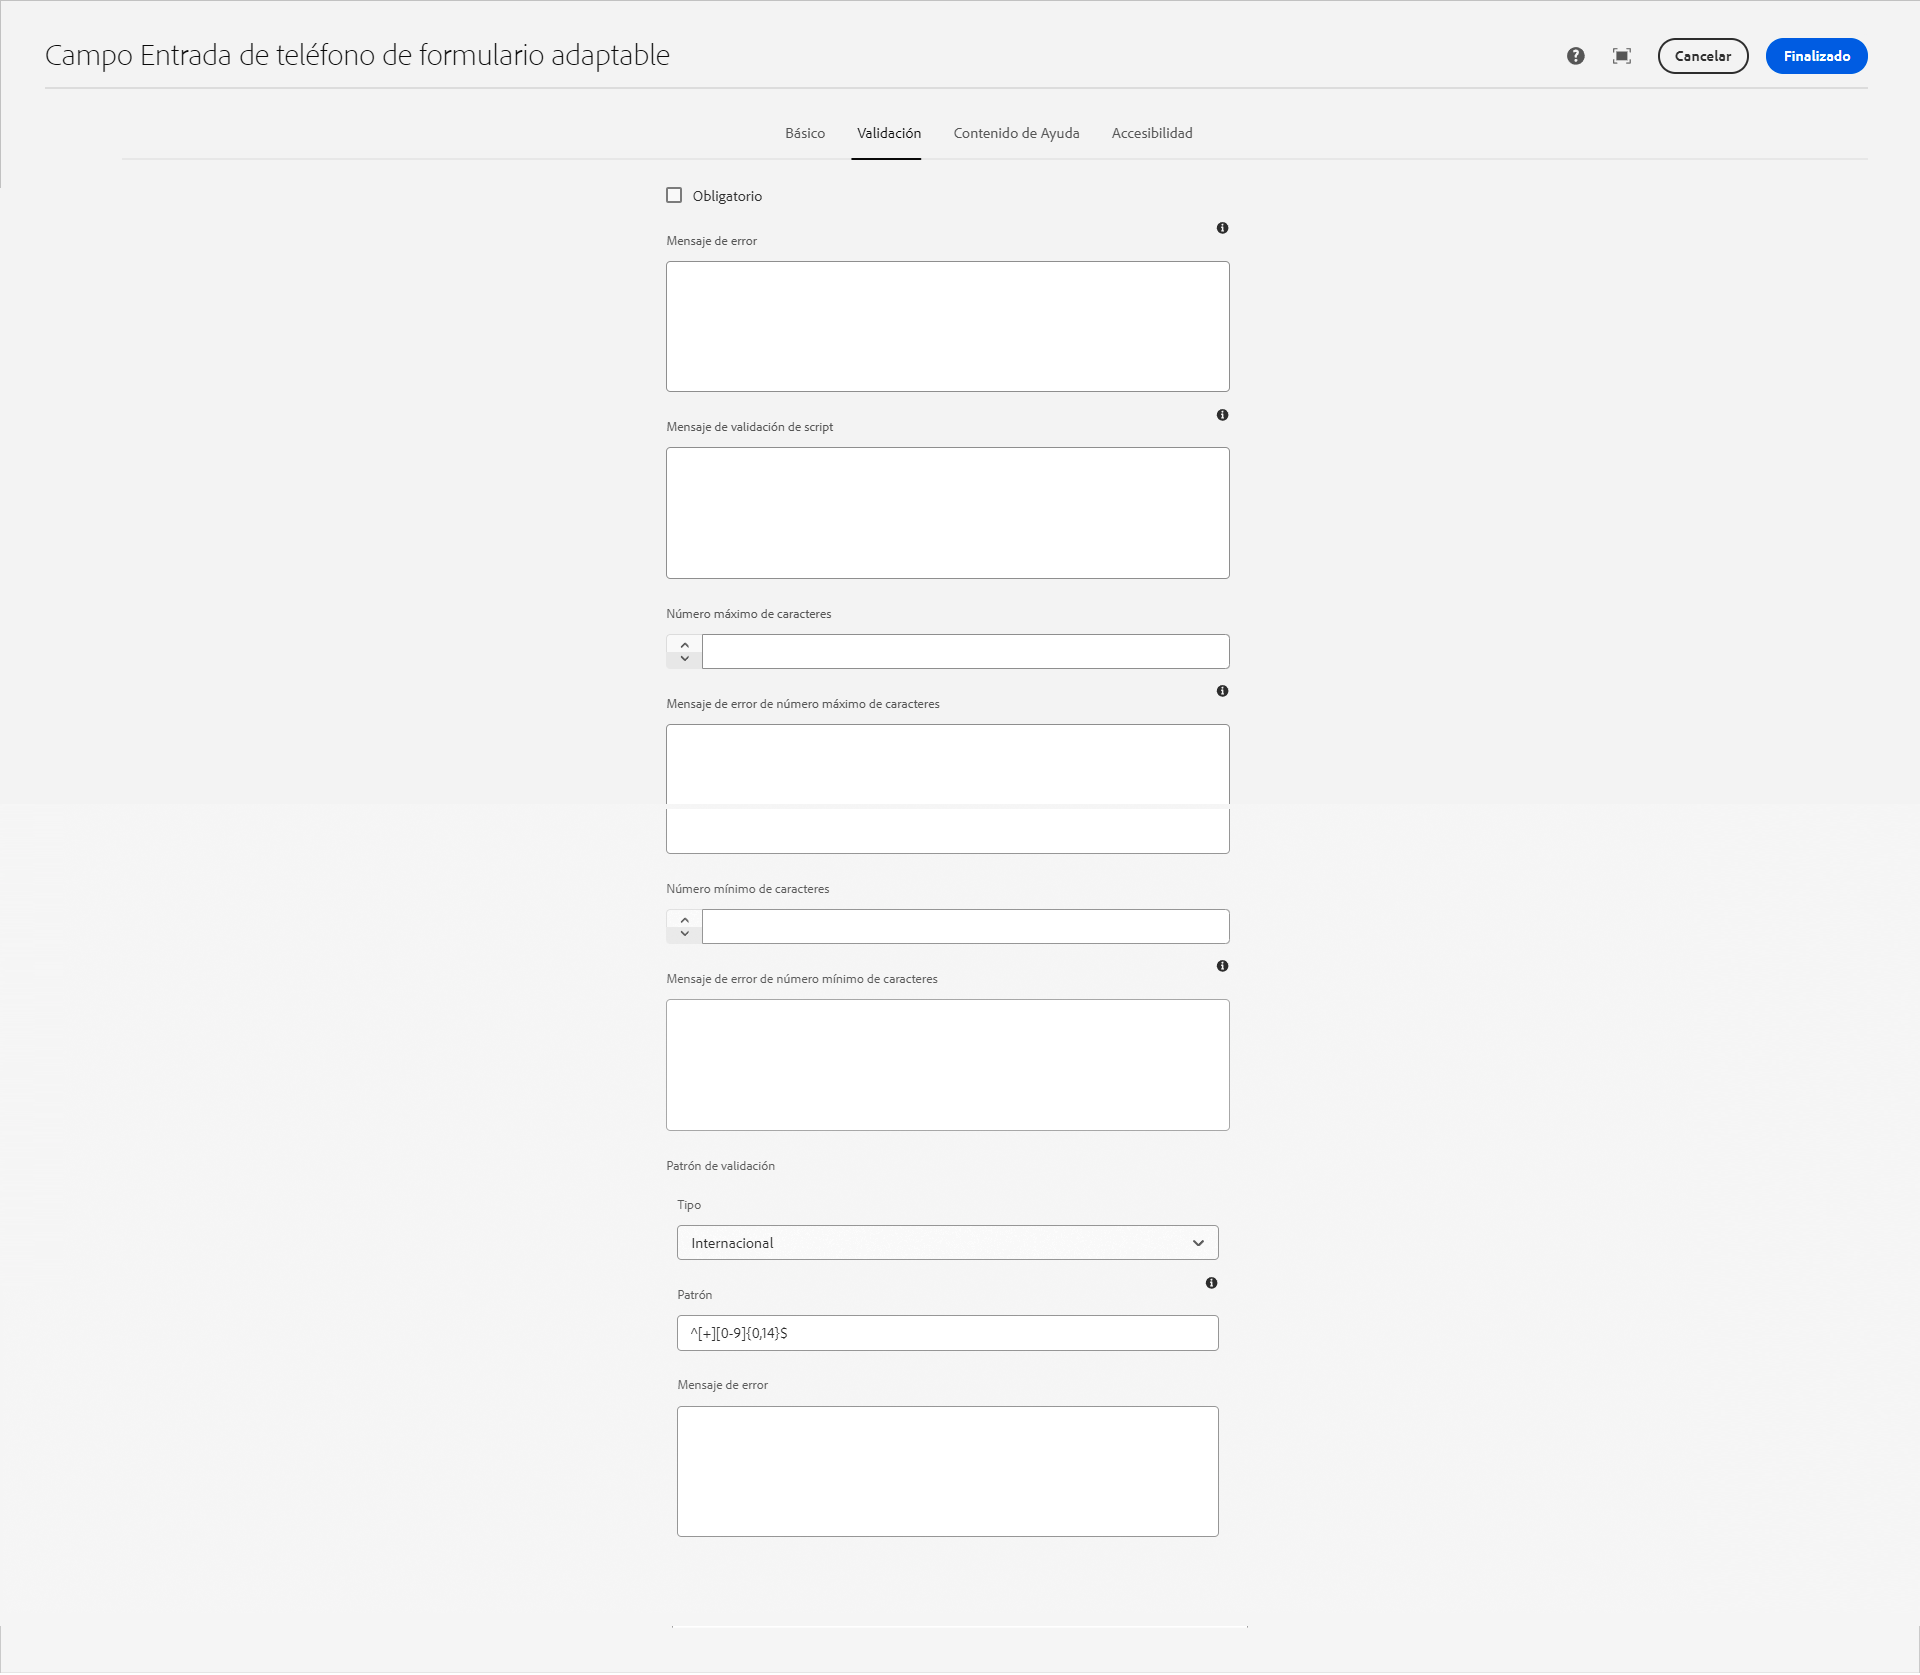 Campo Entrada de teléfono de formulario adaptable
Cancelar
Finalizado
Básico
Validación
Contenido de Ayuda
Accesibilidad
Obligatorio
Mensaje de error
Mensaje de validación de script
Número máximo de caracteres
Mensaje de error de número máximo de caracteres
Número mínimo de caracteres
Mensaje de error de número mínimo de caracteres
Patrón de validación
Tipo
Internacional
Patrón
^[+][0-9]{0,14}$
Mensaje de error